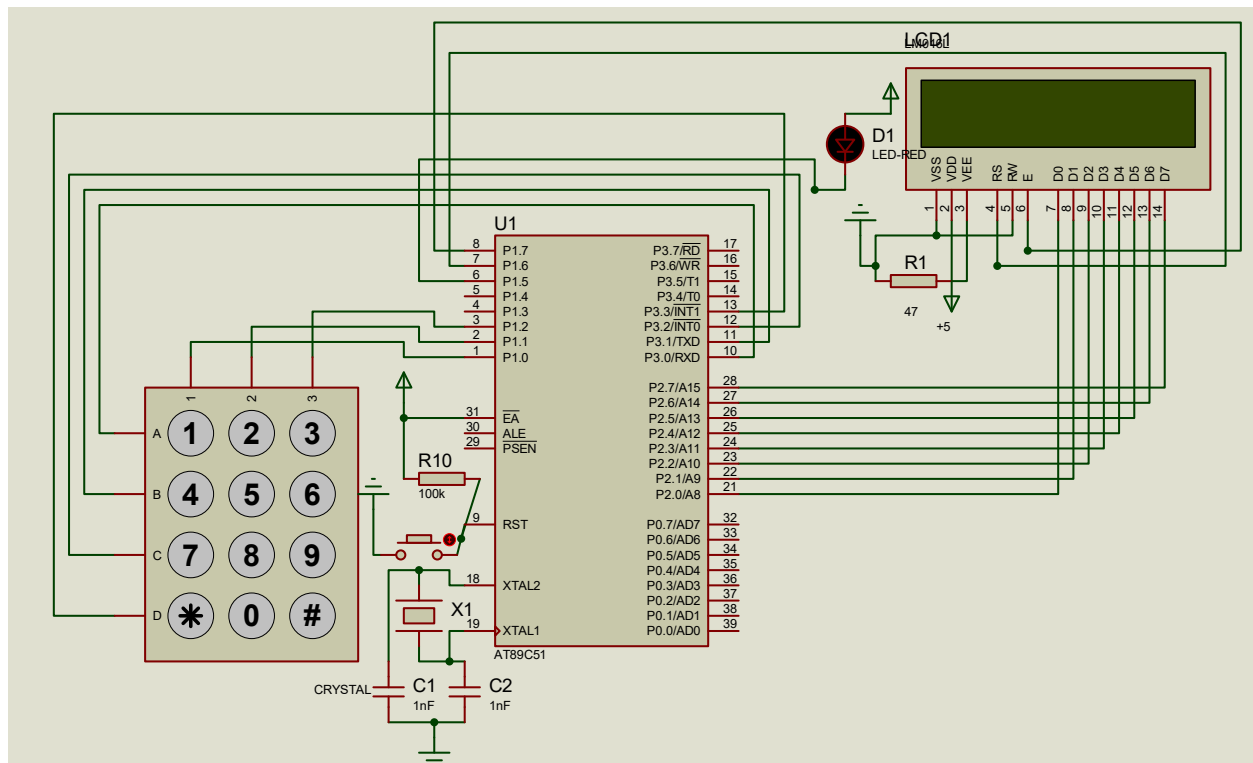 LCD1
LM016L
D1
LED-RED
VSS
VDD
VEE
RS
RW
E
D0
D1
D2
D3
D4
D5
D6
D7
1
2
3
4
5
6
7
8
9
10
11
12
13
14
R1
47
+5
U1
8 P1.7
7 P1.6
6 P1.5
5 P1.4
4 P1.3
3 P1.2
2 P1.1
1 P1.0
31 EA
30 ALE
29 PSEN
9 RST
18 XTAL2
19 XTAL1
P3.7/RD 17
P3.6/WR 16
P3.5/T1 15
P3.4/T0 14
P3.3/INT1 13
P3.2/INT0 12
P3.1/TXD 11
P3.0/RXD 10
P2.7/A15 28
P2.6/A14 27
P2.5/A13 26
P2.4/A12 25
P2.3/A11 24
P2.2/A10 23
P2.1/A9 22
P2.0/A8 21
P0.7/AD7 32
P0.6/AD6 33
P0.5/AD5 34
P0.4/AD4 35
P0.3/AD3 36
P0.2/AD2 37
P0.1/AD1 38
P0.0/AD0 39
AT89C51
1 2 3
A 1 2 3
B 4 5 6
C 7 8 9
D * 0 #
R10
100k
X1
CRYSTAL
C1
1nF
C2
1nF